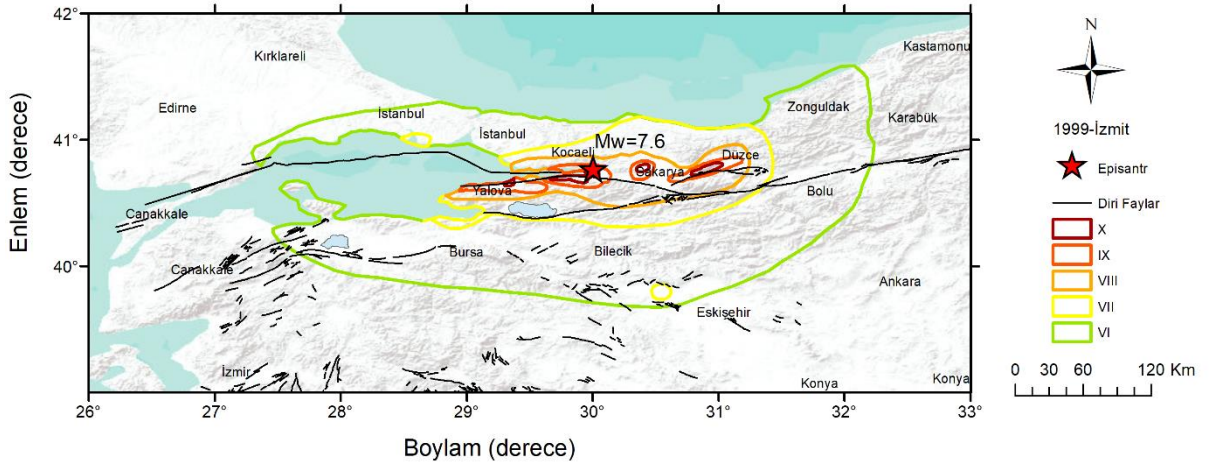 42°
41°
40°
Enlem (derece)
Kırklareli
Kastamonu
Edirne
İstanbul
Zonguldak
Karabük
İstanbul
Mw=7.6
Kocaeli
Düzce
Sakarya
Yalova
Bolu
Canakkale
Bursa
Bilecik
Canakkale
Ankara
Eskişehir
İzmir
Konya
Konya
26°
27°
28°
29°
30°
31°
32°
33°
Boylam (derece)
N
1999-İzmit
Episantr
Diri Faylar
X
IX
VIII
VII
VI
0 30 60 120 Km